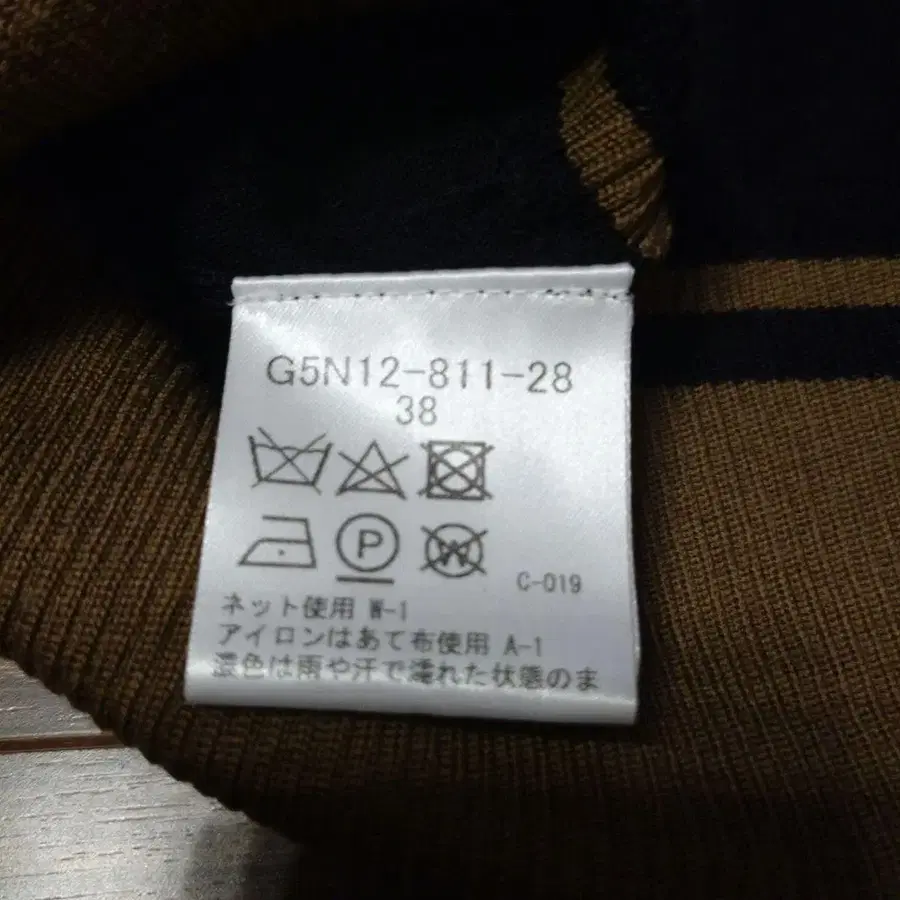 G5N12-811-28
38
P
W
C-019
ネット使用 W-1
アイロンはあて布使用 A-1
濃色は雨や汗で濡れた状態のま